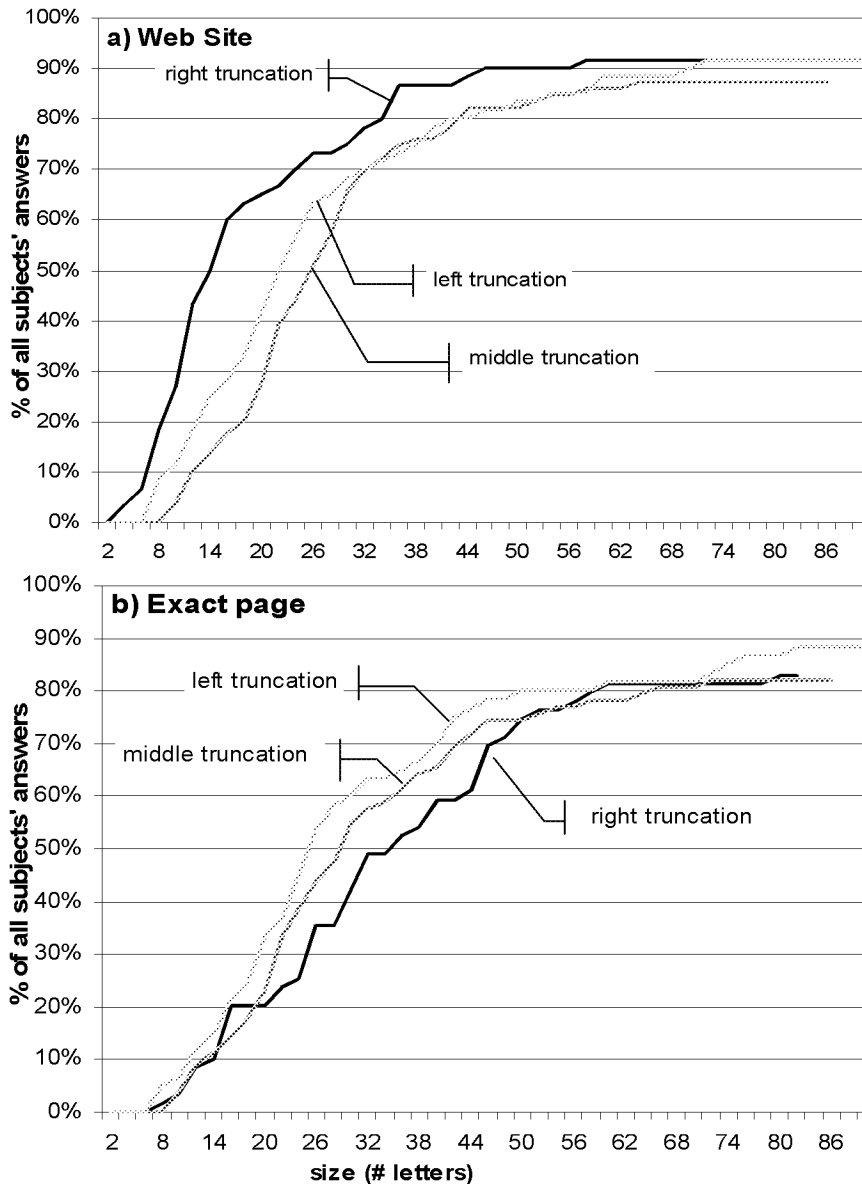 a) Web Site
% of all subjects' answers
100%
90%
80%
70%
60%
50%
40%
30%
20%
10%
0%
right truncation
left truncation
middle truncation
2 8 14 20 26 32 38 44 50 56 62 68 74 80 86
b) Exact page
% of all subjects' answers
100%
90%
80%
70%
60%
50%
40%
30%
20%
10%
0%
left truncation
middle truncation
right truncation
2 8 14 20 26 32 38 44 50 56 62 68 74 80 86
size (# letters)